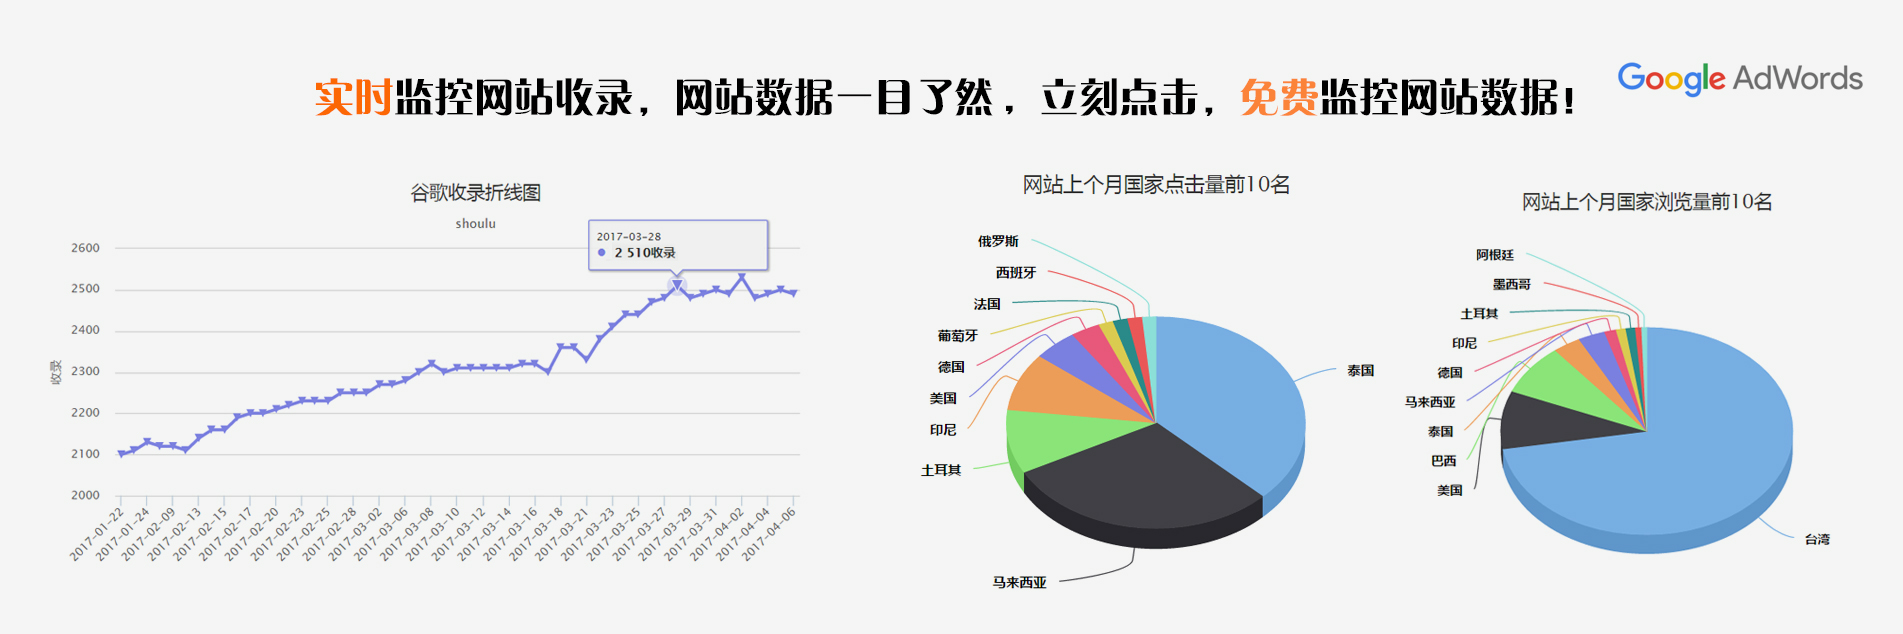 实时监控网站收录，网站数据一目了然，立刻点击，免费监控网站数据！
Google AdWords
谷歌收录折线图
shoulu
2017-03-28
2 510收录
收录
2600
2500
2400
2300
2200
2100
2000
2017-01-22
2017-01-24
2017-02-09
2017-02-13
2017-02-15
2017-02-17
2017-02-20
2017-02-23
2017-02-25
2017-02-28
2017-03-02
2017-03-06
2017-03-08
2017-03-10
2017-03-12
2017-03-14
2017-03-16
2017-03-18
2017-03-21
2017-03-23
2017-03-25
2017-03-27
2017-03-29
2017-03-31
2017-04-02
2017-04-04
2017-04-06
网站上个月国家点击量前10名
俄罗斯
西班牙
法国
葡萄牙
德国
美国
印尼
土耳其
马来西亚
泰国
网站上个月国家浏览量前10名
阿根廷
墨西哥
土耳其
印尼
德国
马来西亚
泰国
巴西
美国
台湾